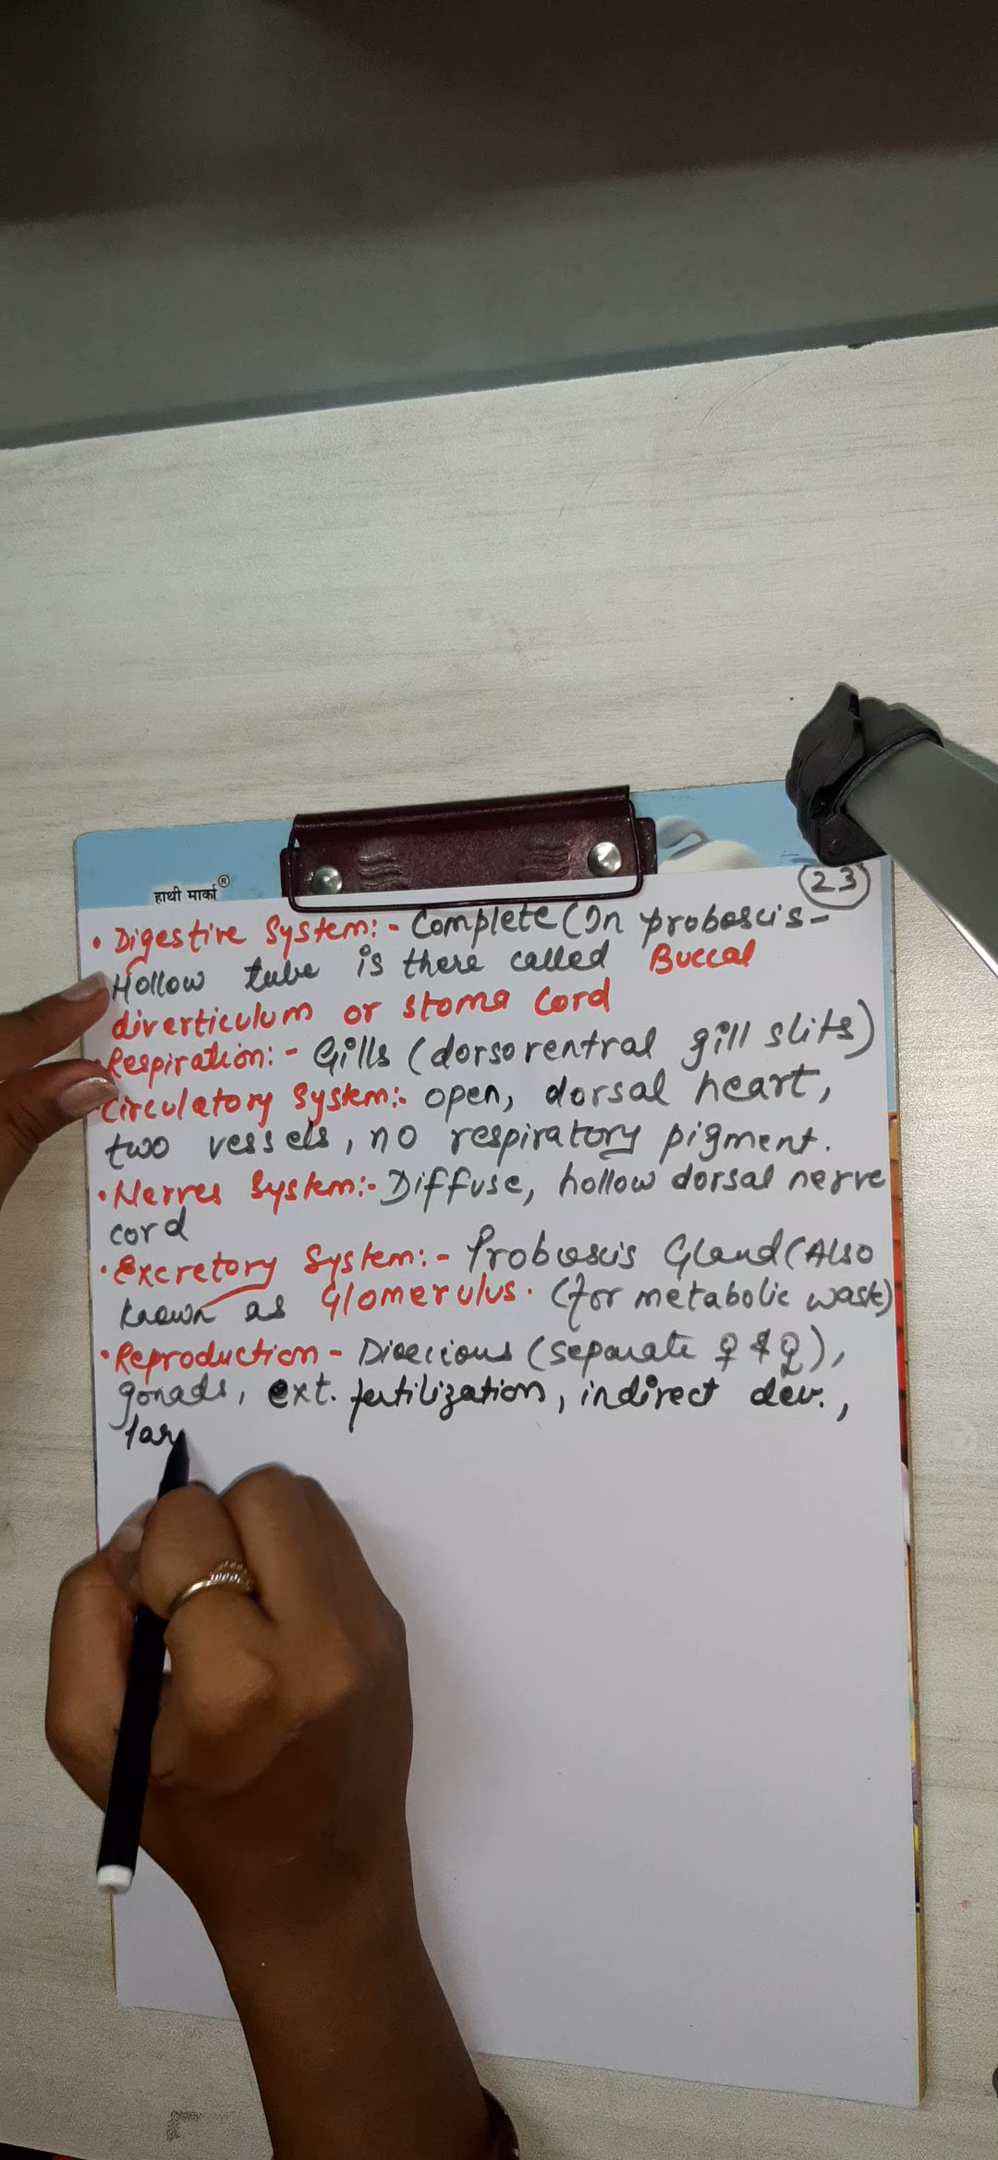 हाथी मार्का®
23
• Digestive System:- Complete (In proboscis-
Hollow tube is there called Buccal
diverticulum or stoma Cord
• Respiration:- Gills (dorsorentral gill slits)
• Circulatory System:- open, dorsal heart,
two vessels, no respiratory pigment.
• Nerves System:- Diffuse, hollow dorsal nerve
cord
• Excretory System:- Proboscis Gland (Also
known as Glomerulus. (for metabolic waste)
• Reproduction - Dioecious (separate ♀ & ♀),
gonads, ext. fertilization, indirect dev.,
lar